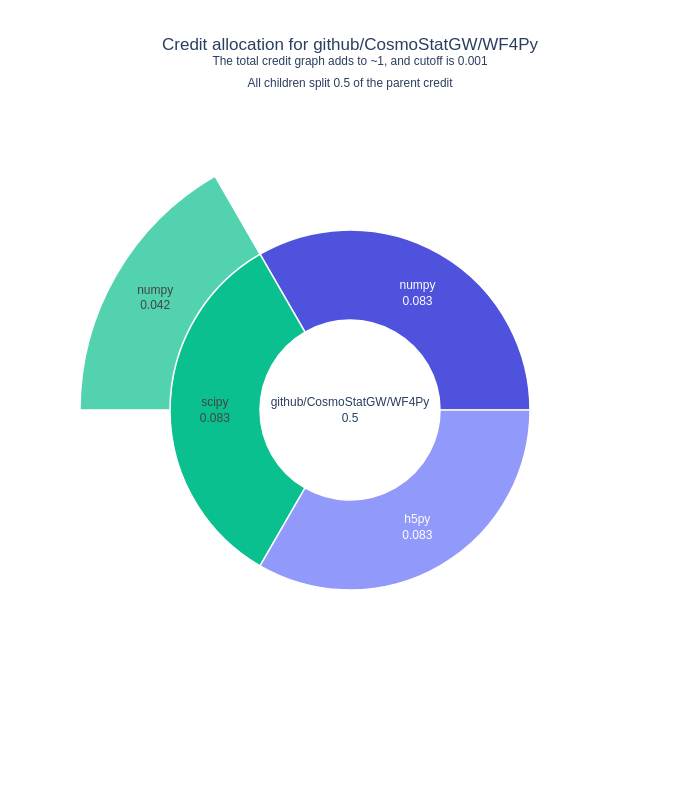 Credit allocation for github/CosmoStatGW/WF4Py
The total credit graph adds to ~1, and cutoff is 0.001
All children split 0.5 of the parent credit
numpy
0.083
numpy
0.042
scipy
0.083
github/CosmoStatGW/WF4Py
0.5
h5py
0.083